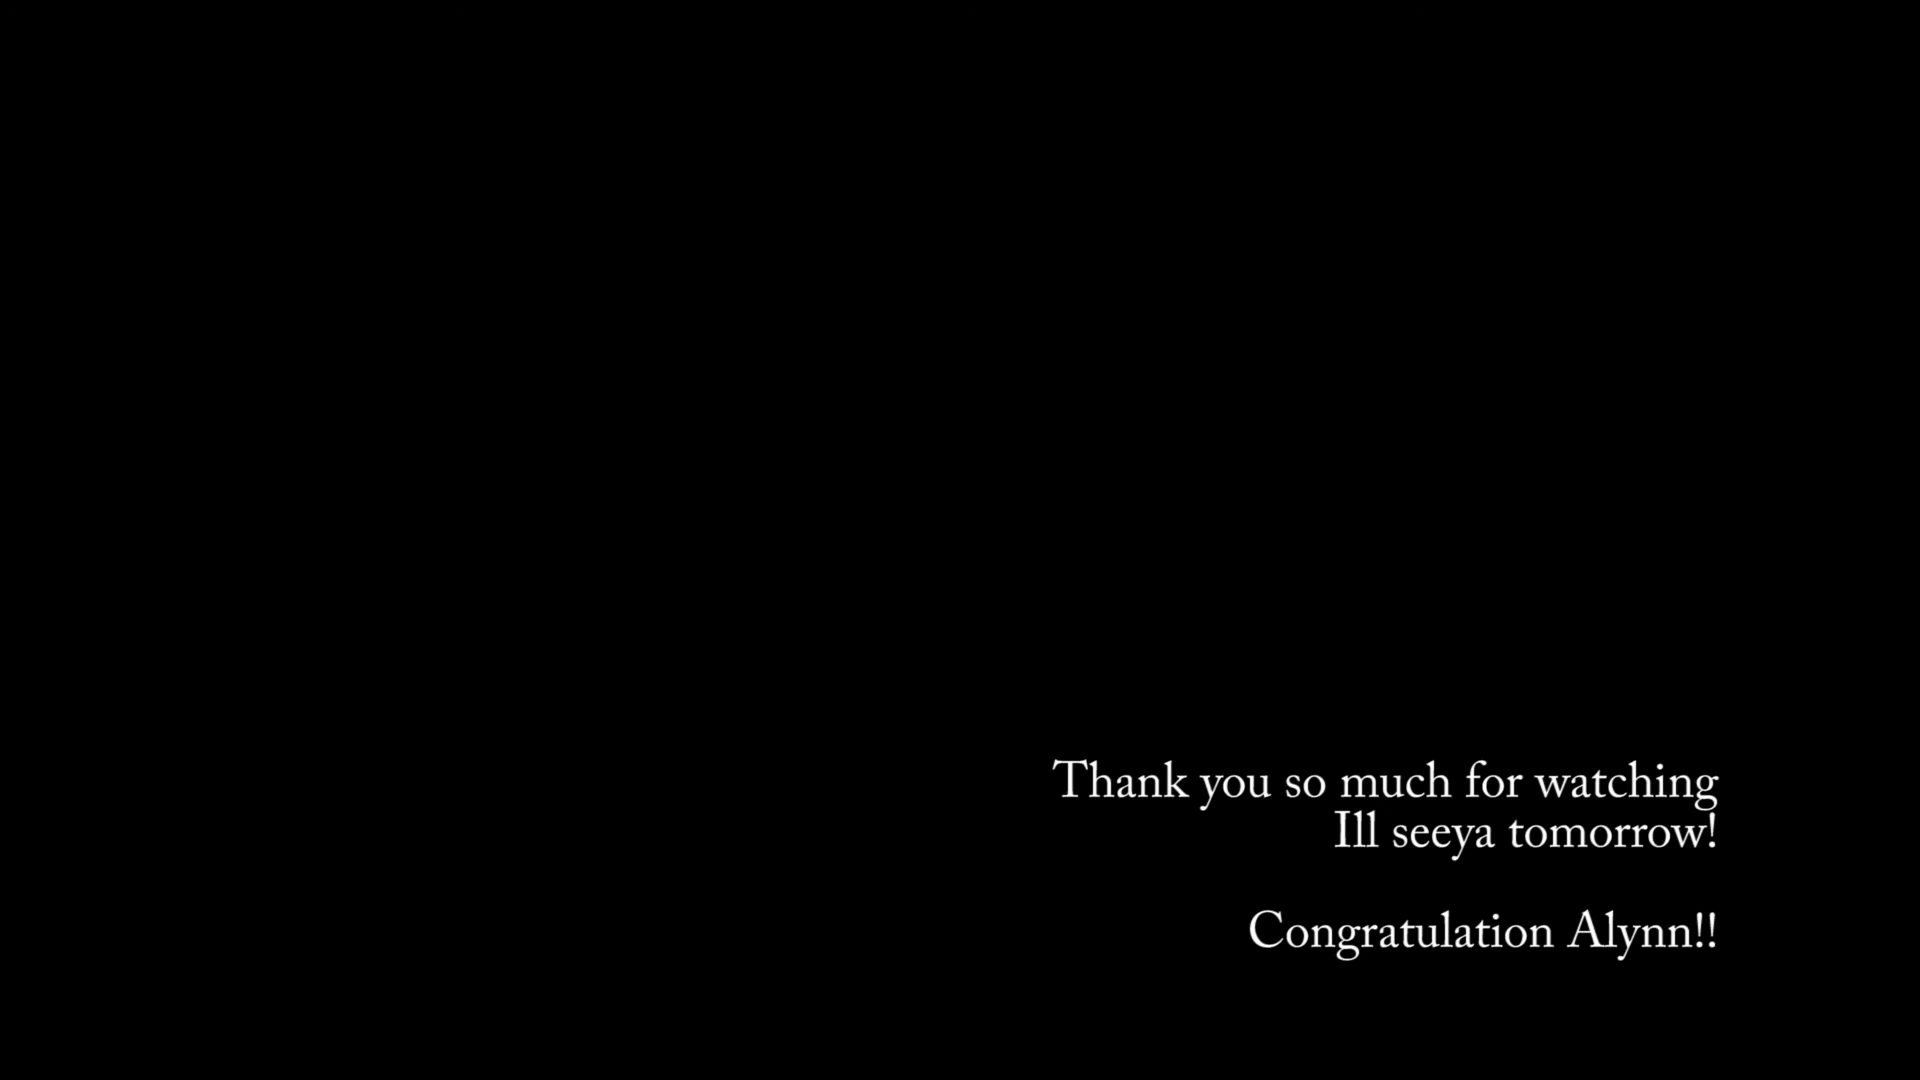 Thank you so much for watching
Ill seeya tomorrow!
Congratulation Alynn!!